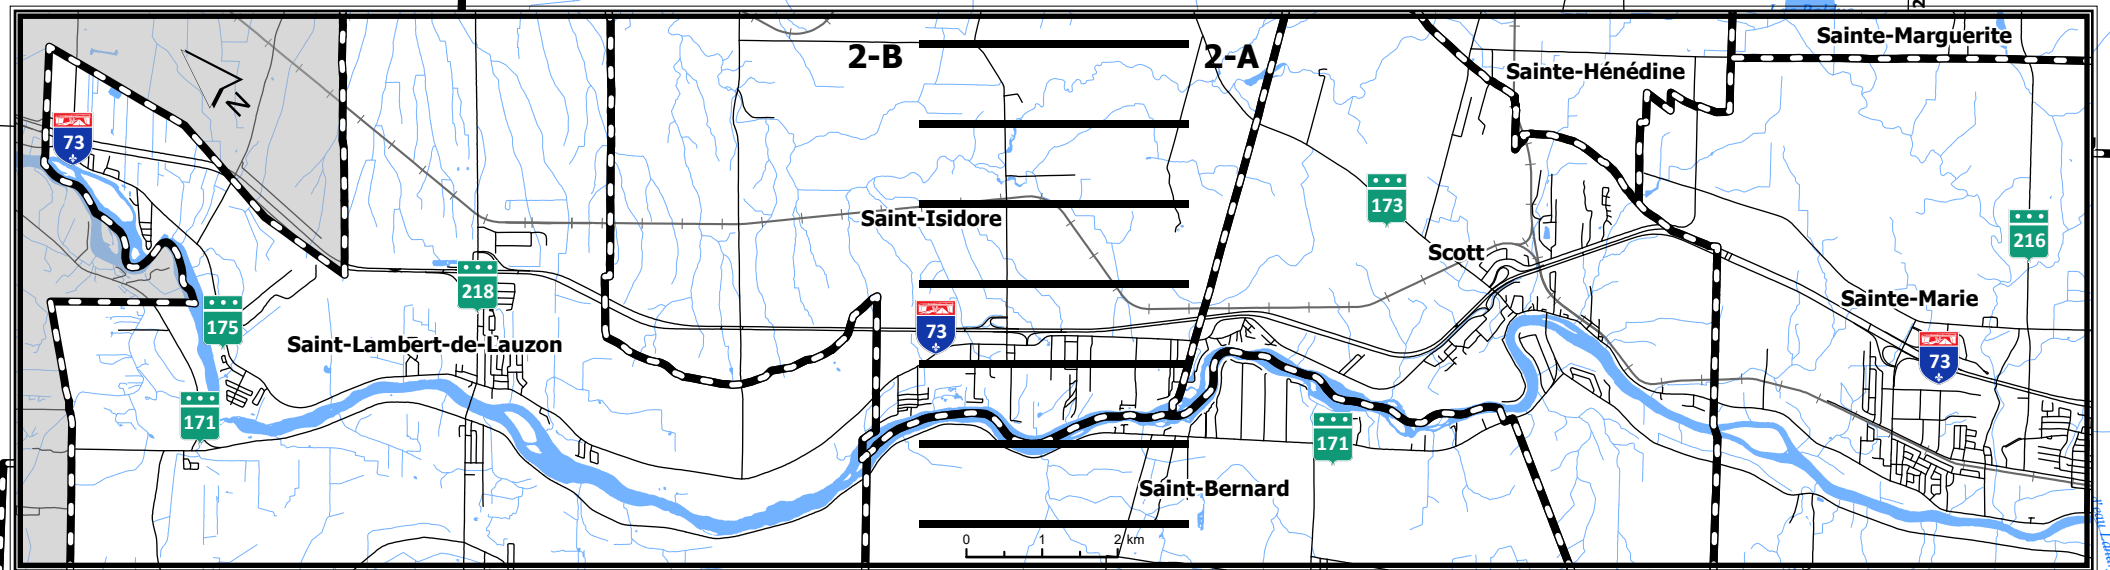 2-B
2-A
Sainte-Marguerite
Sainte-Hénédine
N
73
173
Saint-Isidore
216
Scott
218
Sainte-Marie
175
73
Saint-Lambert-de-Lauzon
73
171
171
Saint-Bernard
0 1 2 km
2